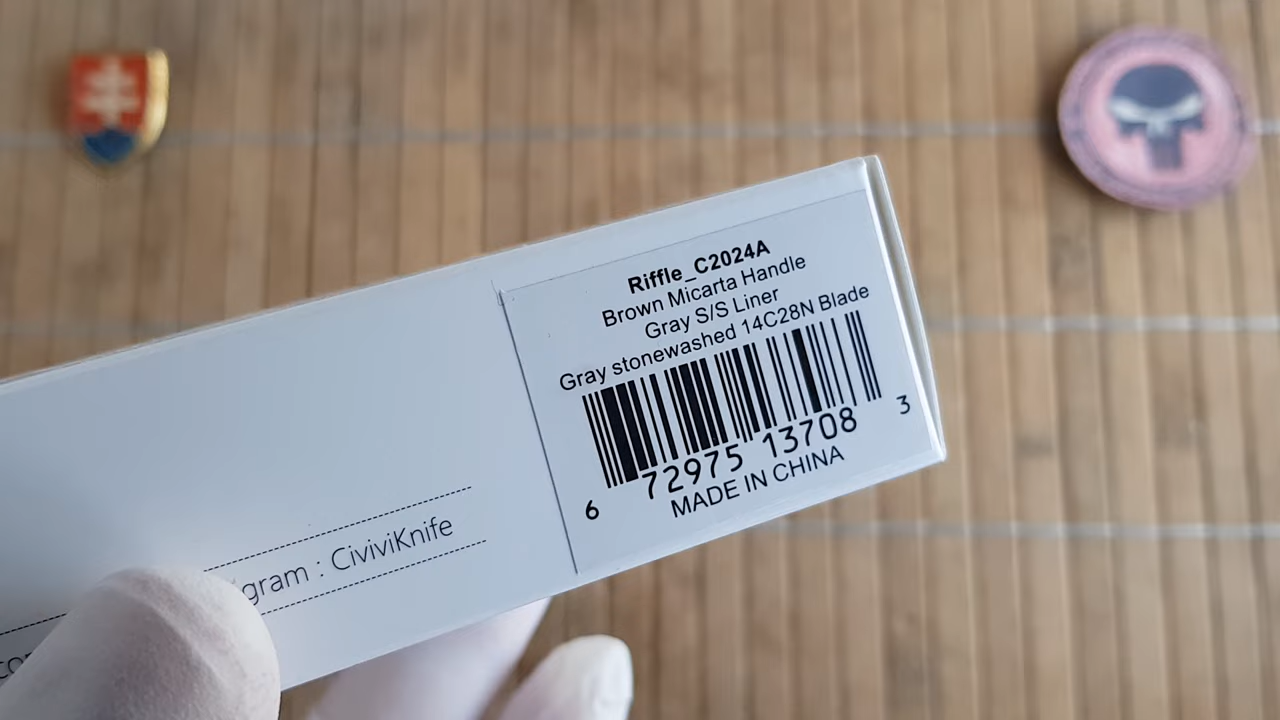 Riffle_C2024A
Brown Micarta Handle
Gray S/S Liner
Gray stonewashed 14C28N Blade
6 72975 13708 3
MADE IN CHINA
gram : CiviviKnife